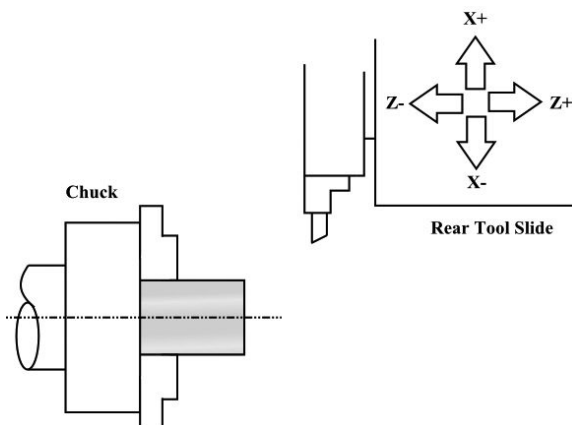 X+
Z-
Z+
X-
Chuck
Rear Tool Slide